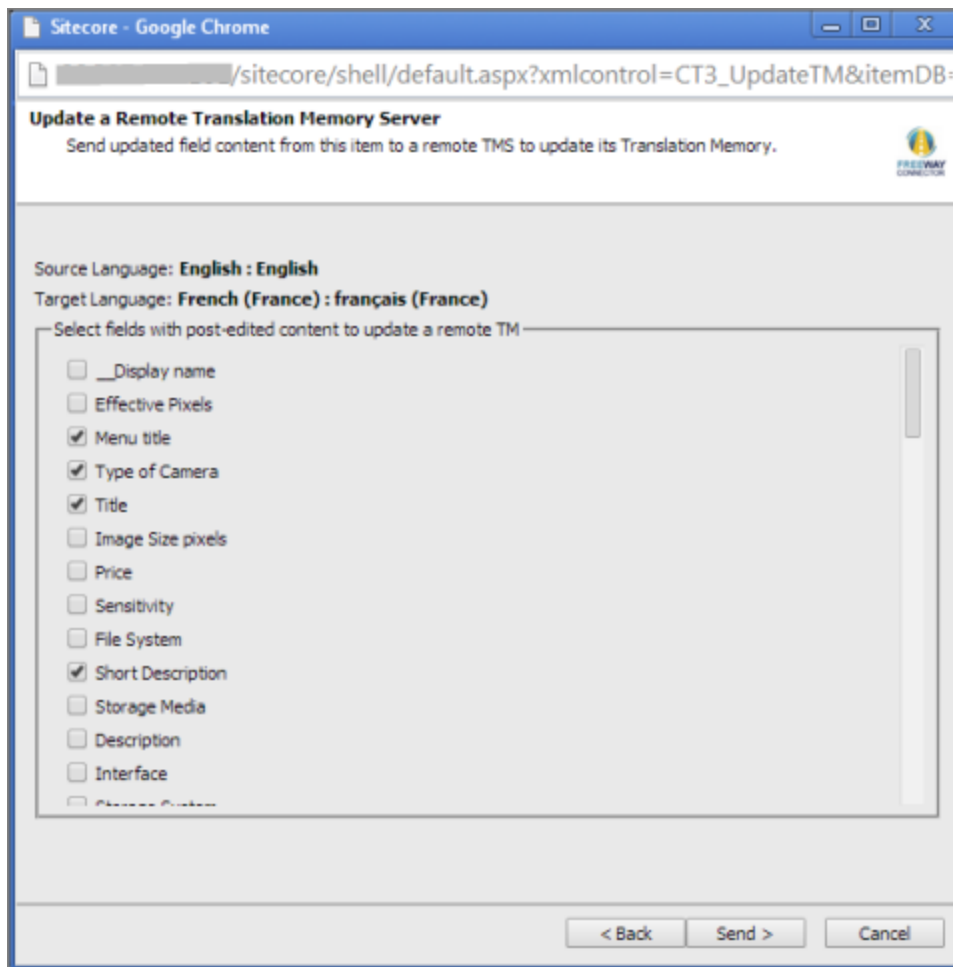 Sitecore - Google Chrome
/sitecore/shell/default.aspx?xmlcontrol=CT3_UpdateTM&itemDB=
Update a Remote Translation Memory Server
Send updated field content from this item to a remote TMS to update its Translation Memory.
FREEWAY
CONNECTOR
Source Language: English : English
Target Language: French (France) : français (France)
Select fields with post-edited content to update a remote TM
__Display name
Effective Pixels
Menu title
Type of Camera
Title
Image Size pixels
Price
Sensitivity
File System
Short Description
Storage Media
Description
Interface
Storage System
< Back Send > Cancel